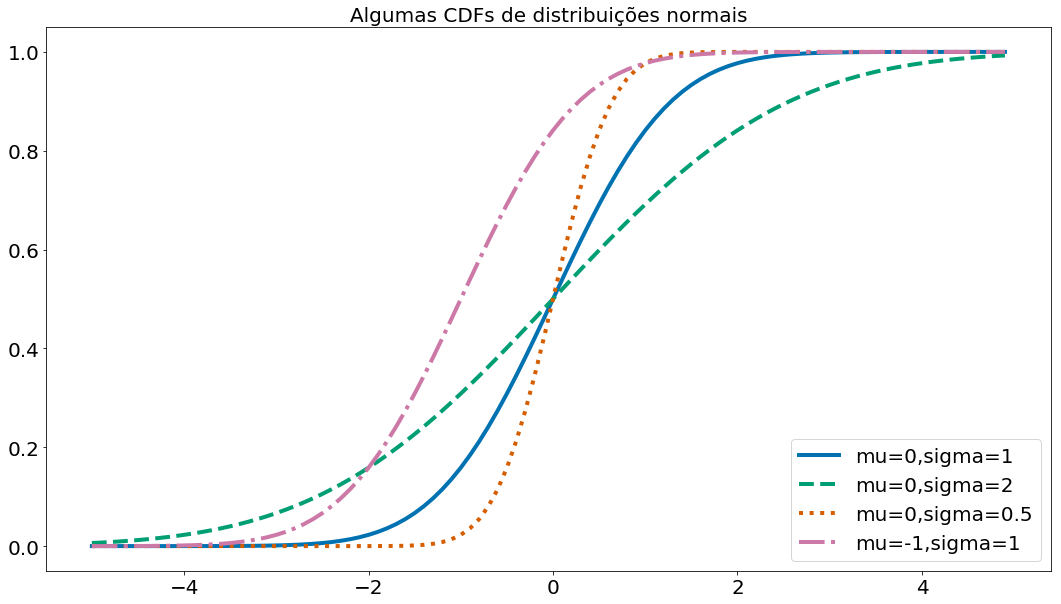 Algumas CDFs de distribuições normais
1.0
0.8
0.6
0.4
0.2
0.0
mu=0,sigma=1
mu=0,sigma=2
mu=0,sigma=0.5
mu=-1,sigma=1
−4 −2 0 2 4